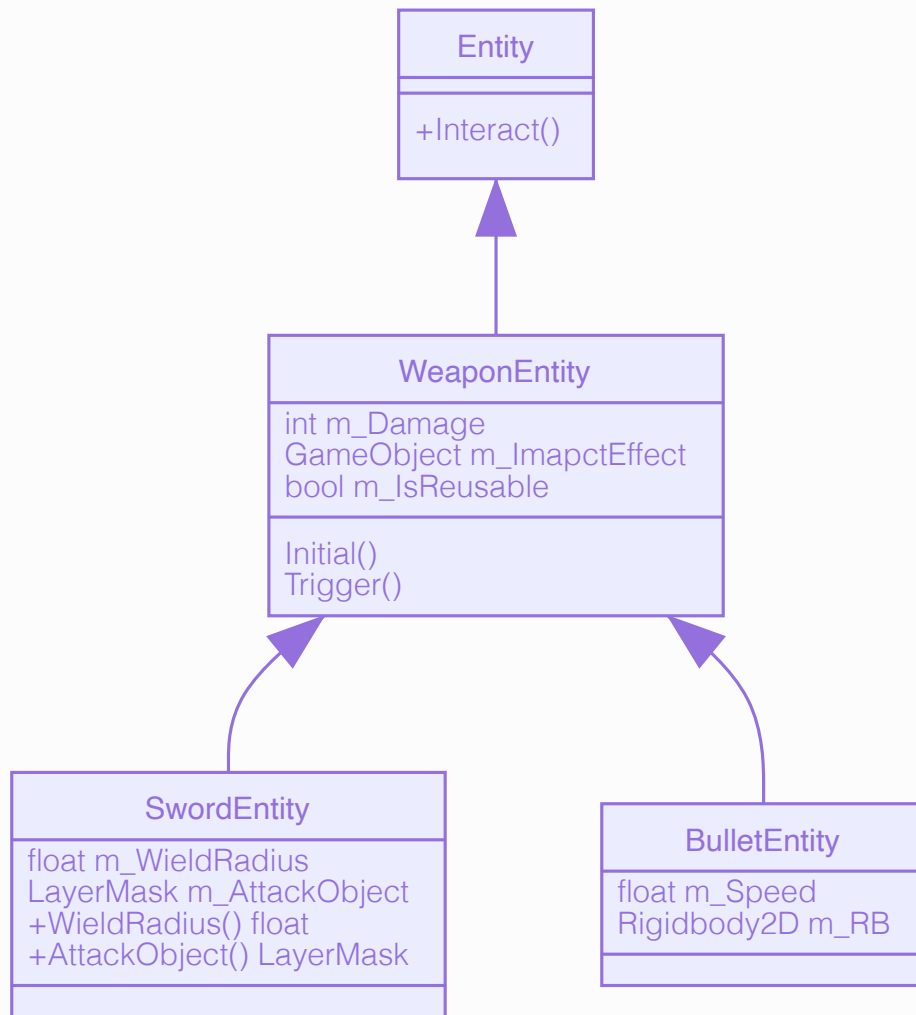 Entity
+Interact()
WeaponEntity
int m_Damage
GameObject m_ImapctEffect
bool m_IsReusable
Initial()
Trigger()
SwordEntity
float m_WieldRadius
LayerMask m_AttackObject
+WieldRadius() float
+AttackObject() LayerMask
BulletEntity
float m_Speed
Rigidbody2D m_RB